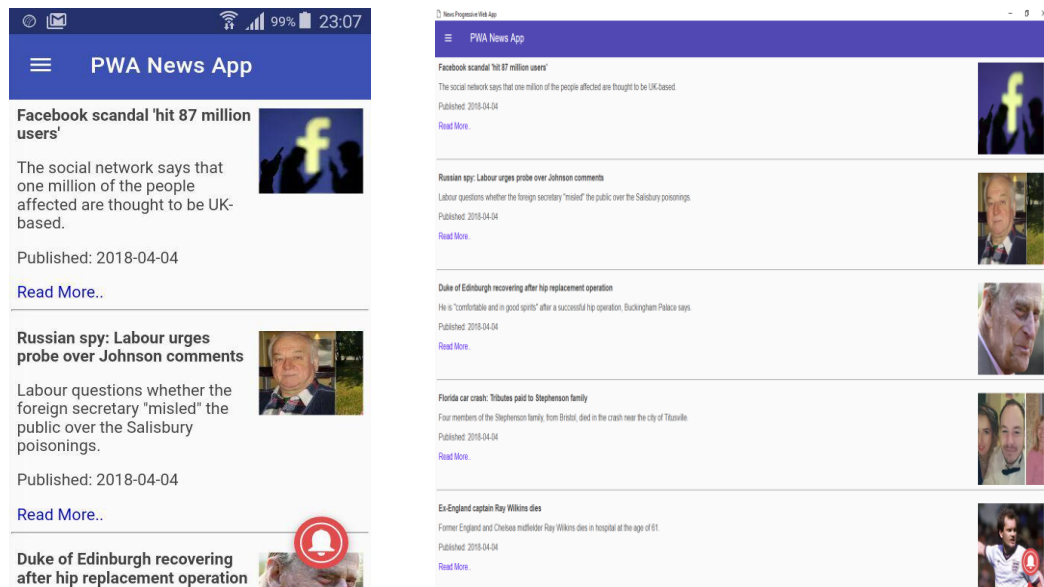 99% 23:07
PWA News App
Facebook scandal 'hit 87 million
users'
The social network says that
one million of the people
affected are thought to be UK-
based.
Published: 2018-04-04
Read More..
Russian spy: Labour urges
probe over Johnson comments
Labour questions whether the
foreign secretary "misled" the
public over the Salisbury
poisonings.
Published: 2018-04-04
Read More..
Duke of Edinburgh recovering
after hip replacement operation
News Progressive Web App
PWA News App
Facebook scandal 'hit 87 million users'
The social network says that one million of the people affected are thought to be UK-based.
Published: 2018-04-04
Read More..
Russian spy: Labour urges probe over Johnson comments
Labour questions whether the foreign secretary "misled" the public over the Salisbury poisonings.
Published: 2018-04-04
Read More..
Duke of Edinburgh recovering after hip replacement operation
He is "comfortable and in good spirits" after a successful hip operation, Buckingham Palace says.
Published: 2018-04-04
Read More..
Florida car crash: Tributes paid to Stephenson family
Four members of the Stephenson family, from Bristol, died in the crash near the city of Titusville.
Published: 2018-04-04
Read More..
Ex-England captain Ray Wilkins dies
Former England and Chelsea midfielder Ray Wilkins dies in hospital at the age of 61.
Published: 2018-04-04
Read More..